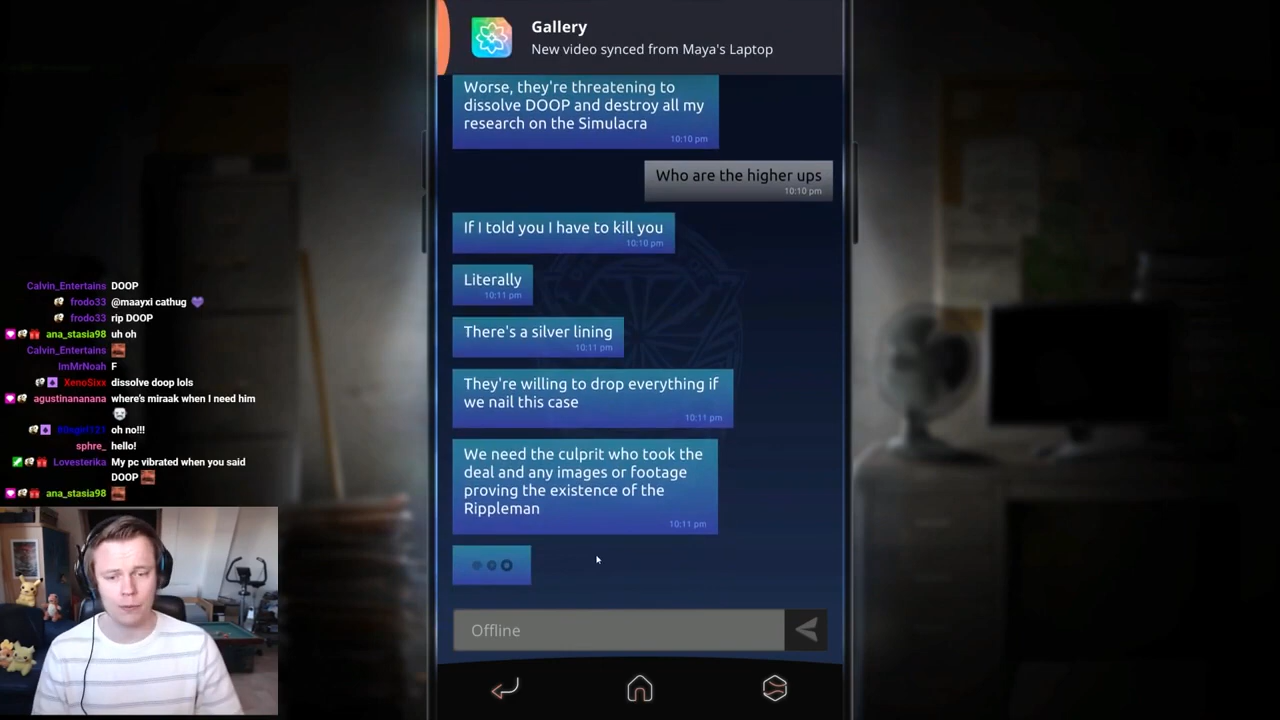 Gallery
New video synced from Maya's Laptop
Worse, they're threatening to
dissolve DOOP and destroy all my
research on the Simulacra
10:10 pm
Who are the higher ups
10:10 pm
If I told you I have to kill you
10:10 pm
Literally
10:11 pm
There's a silver lining
10:11 pm
They're willing to drop everything if
we nail this case
10:11 pm
We need the culprit who took the
deal and any images or footage
proving the existence of the
Rippleman
10:11 pm
Offline
Calvin_Entertains DOOP
frodo33 @maayxi cathug
frodo33 rip DOOP
ana_stasia98 uh oh
Calvin_Entertains
ImMrNoah F
XenoSixx dissolve doop lols
agustinananana where's miraak when I need him
oh no!!!
sphre_ hello!
Lovesterika My pc vibrated when you said
DOOP
ana_stasia98